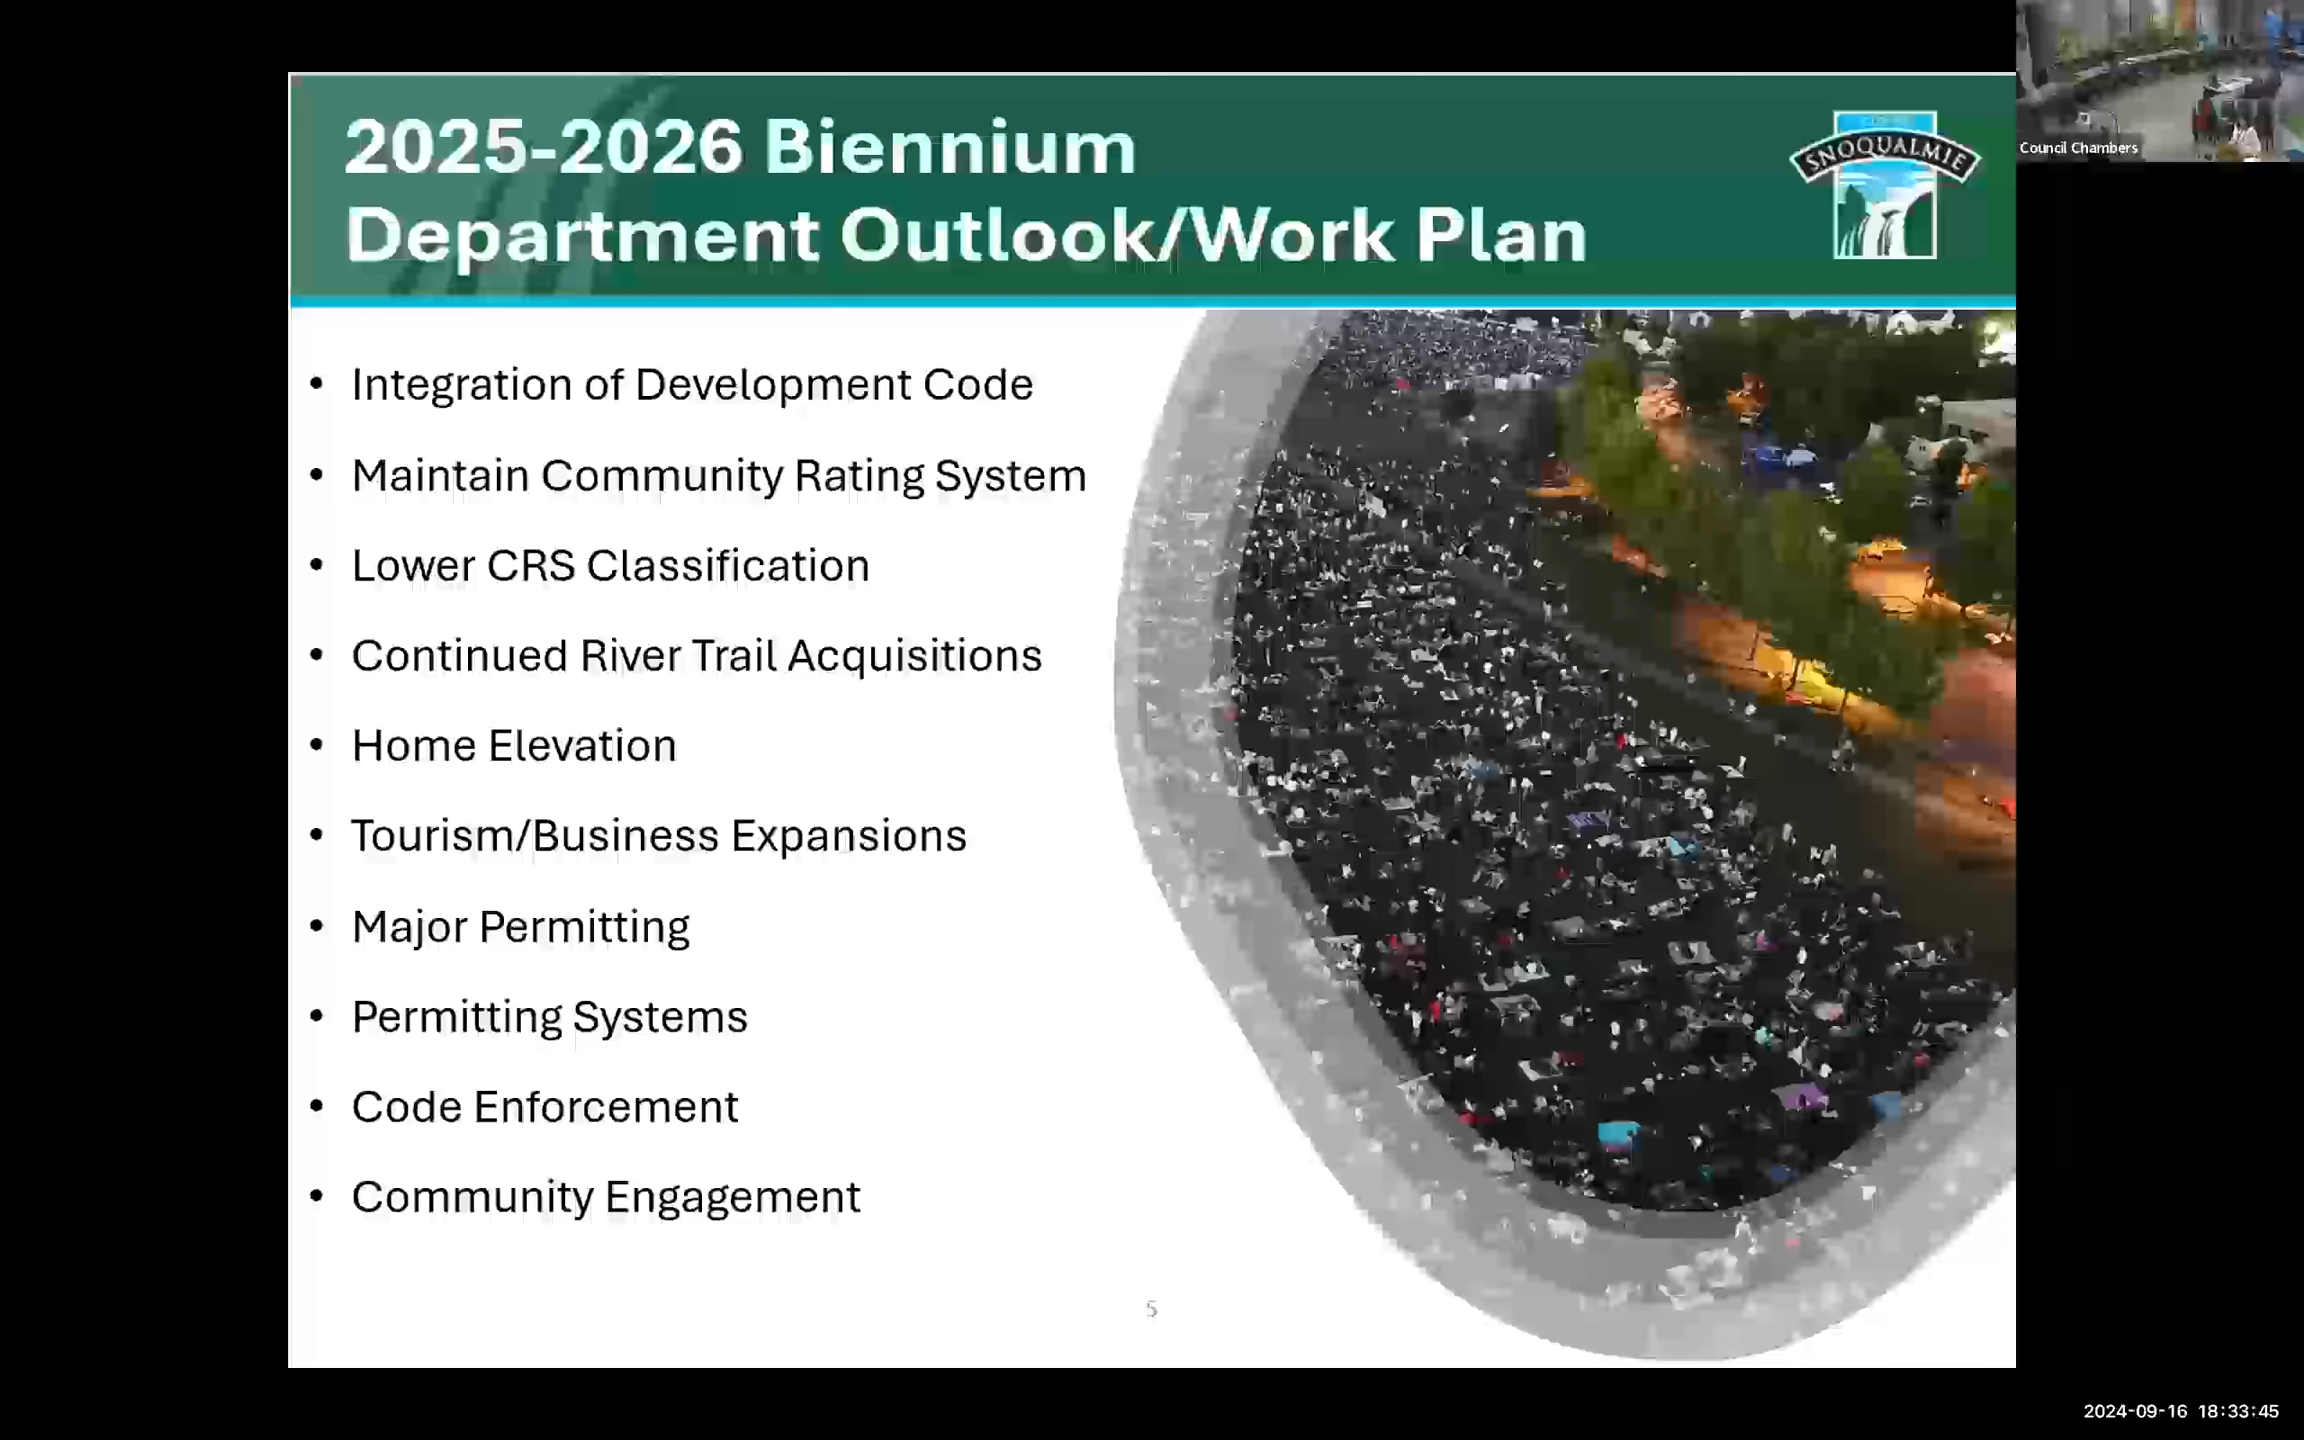 2025-2026 Biennium
Department Outlook/Work Plan
SNOQUALMIE
Council Chambers
• Integration of Development Code
• Maintain Community Rating System
• Lower CRS Classification
• Continued River Trail Acquisitions
• Home Elevation
• Tourism/Business Expansions
• Major Permitting
• Permitting Systems
• Code Enforcement
• Community Engagement
5
2024-09-16 18:33:45